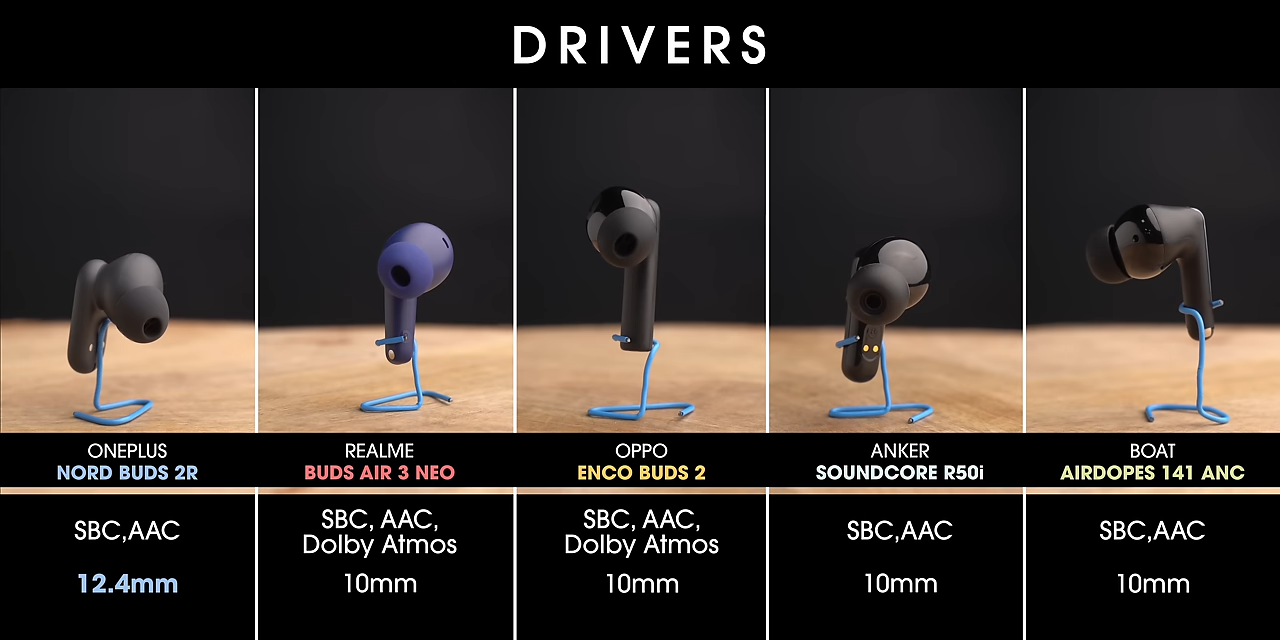 DRIVERS
ONEPLUS
NORD BUDS 2R
REALME
BUDS AIR 3 NEO
OPPO
ENCO BUDS 2
ANKER
SOUNDCORE R50i
BOAT
AIRDOPES 141 ANC
SBC,AAC
12.4mm
SBC, AAC,
Dolby Atmos
10mm
SBC, AAC,
Dolby Atmos
10mm
SBC,AAC
10mm
SBC,AAC
10mm